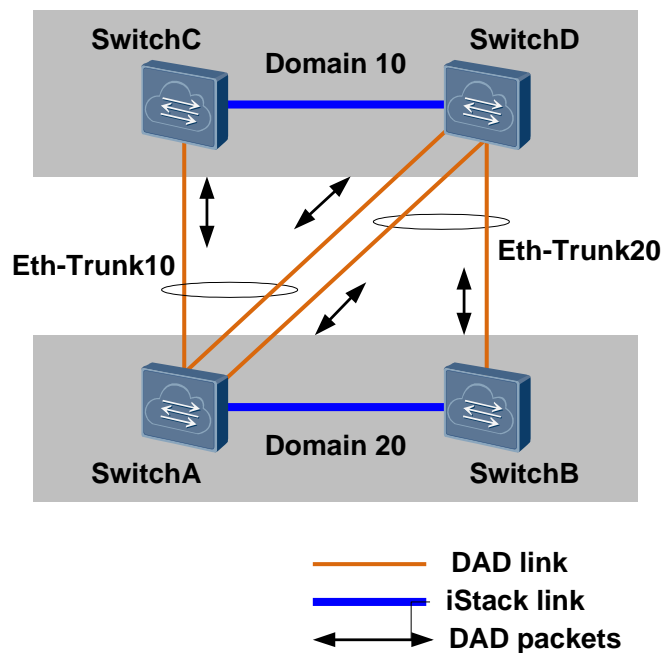 SwitchC
SwitchD
Domain 10
Eth-Trunk10
Eth-Trunk20
Domain 20
SwitchA
SwitchB
DAD link
iStack link
DAD packets